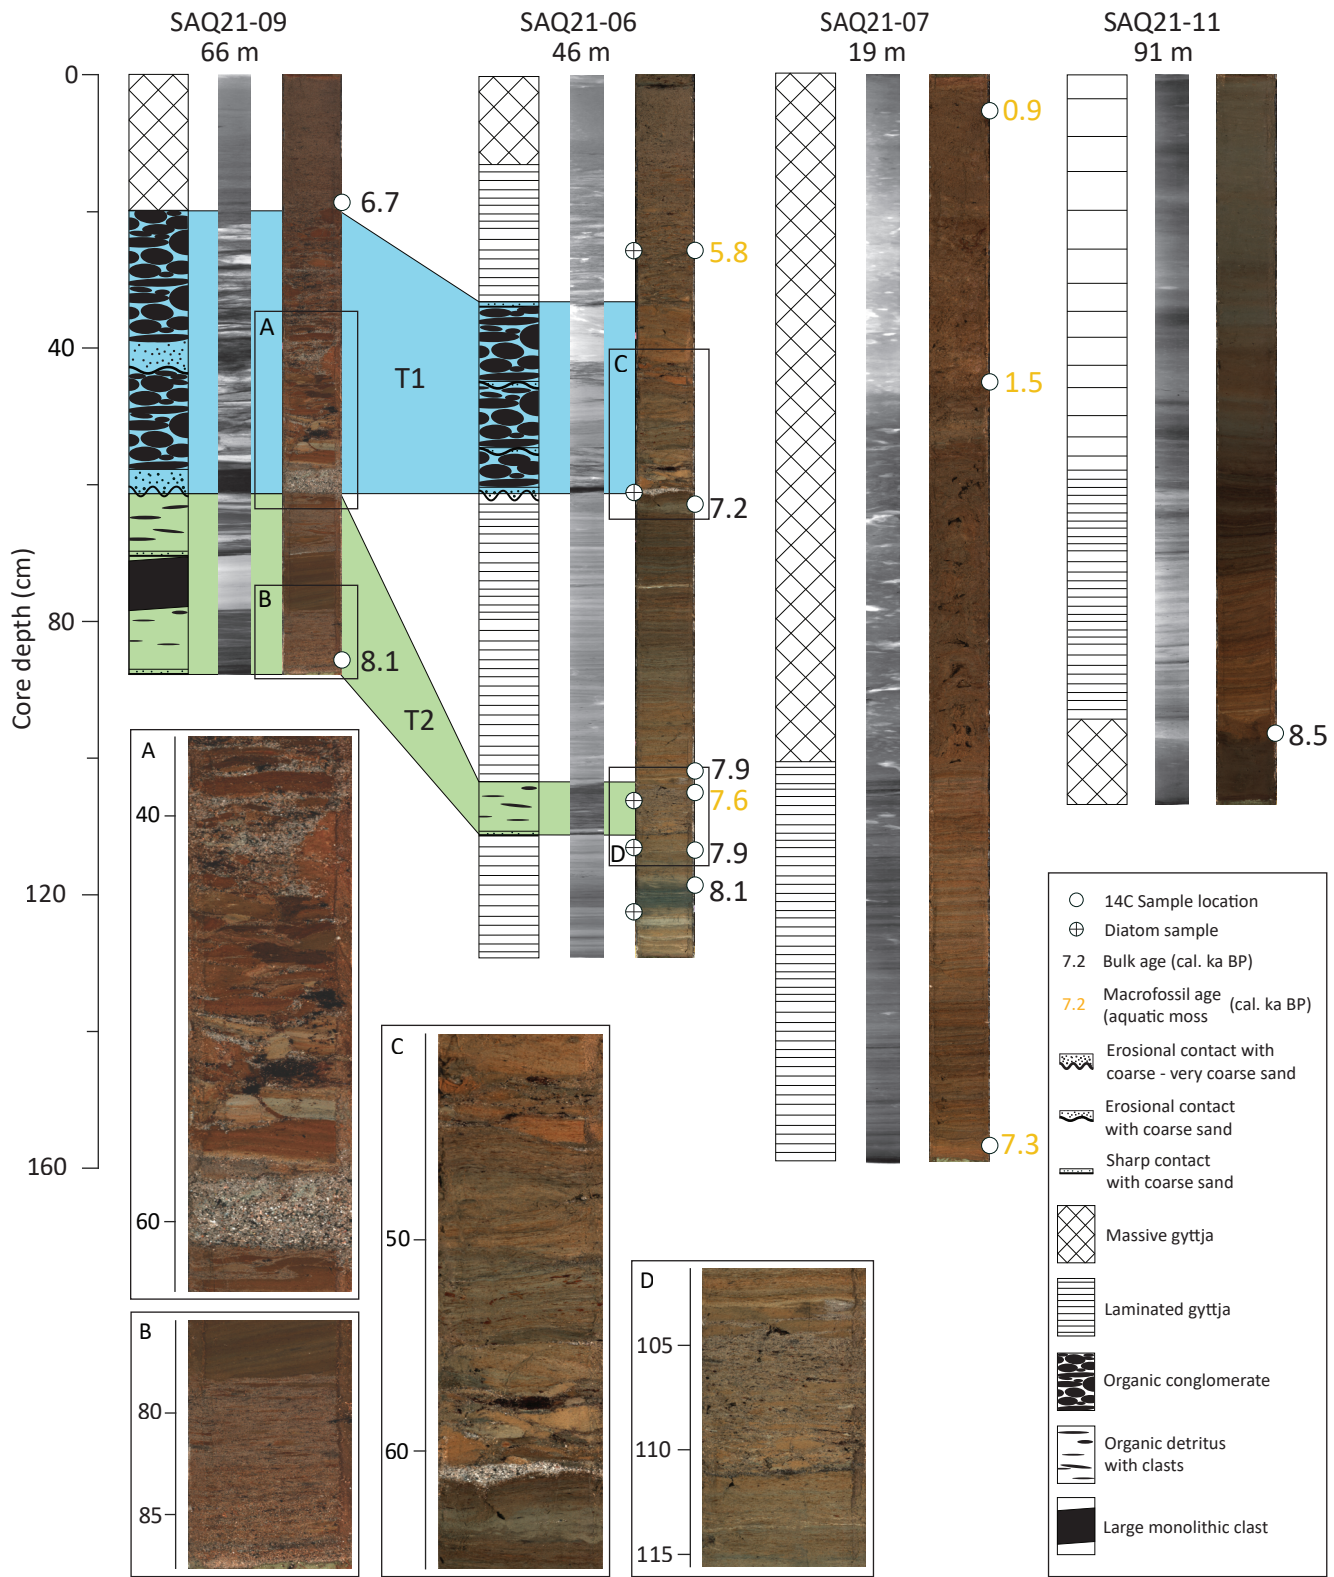 SAQ21-09
66 m
SAQ21-06
46 m
SAQ21-07
19 m
SAQ21-11
91 m
Core depth (cm)
0
40
80
120
160
6.7
8.1
A
B
T1
T2
5.8
7.2
7.9
7.6
7.9
8.1
C
D
0.9
1.5
7.3
8.5
A
40
60
B
80
85
C
50
60
D
105
110
115
14C Sample location
Diatom sample
7.2 Bulk age (cal. ka BP)
7.2 Macrofossil age (cal. ka BP)
(aquatic moss
Erosional contact with
coarse - very coarse sand
Erosional contact
with coarse sand
Sharp contact
with coarse sand
Massive gyttja
Laminated gyttja
Organic conglomerate
Organic detritus
with clasts
Large monolithic clast